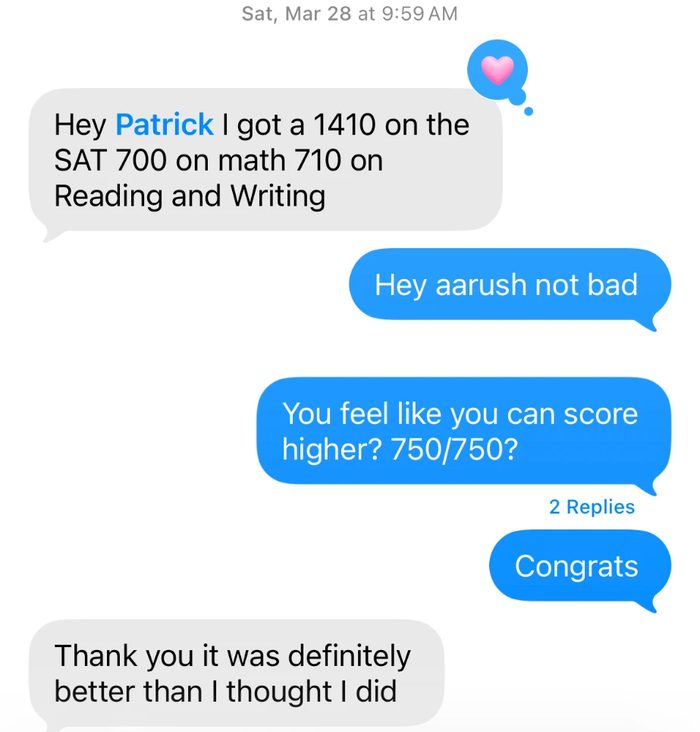 Sat, Mar 28 at 9:59 AM
Hey Patrick I got a 1410 on the
SAT 700 on math 710 on
Reading and Writing
Hey aarush not bad
You feel like you can score
higher? 750/750?
2 Replies
Congrats
Thank you it was definitely
better than I thought I did